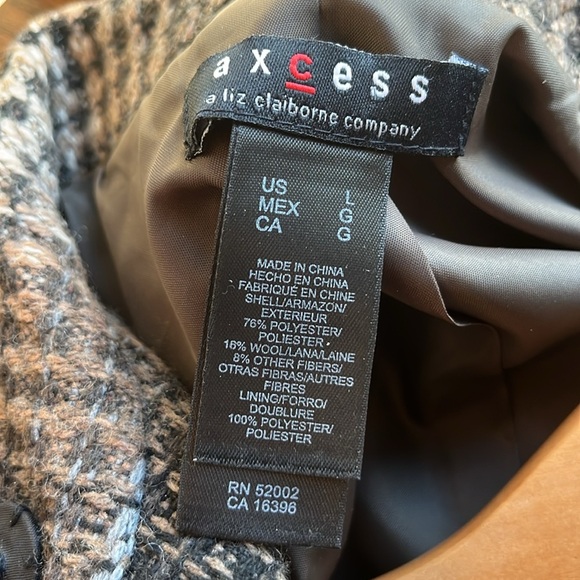 axcess
a liz claiborne company
US L
MEX G
CA G
MADE IN CHINA
HECHO EN CHINA
FABRIQUÉ EN CHINE
SHELL/ARMAZON/
EXTERIEUR
76% POLYESTER/
POLIESTER
16% WOOL/LANA/LAINE
8% OTHER FIBERS/
OTRAS FIBRAS/AUTRES
FIBRES
LINING/FORRO/
DOUBLURE
100% POLYESTER/
POLIESTER
RN 52002
CA 16396